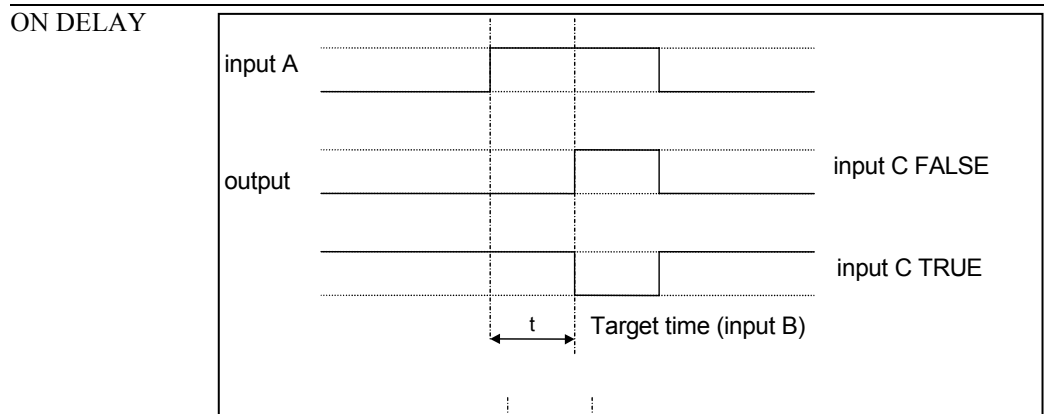 ON DELAY
input A
input C FALSE
output
input C TRUE
t
Target time (input B)